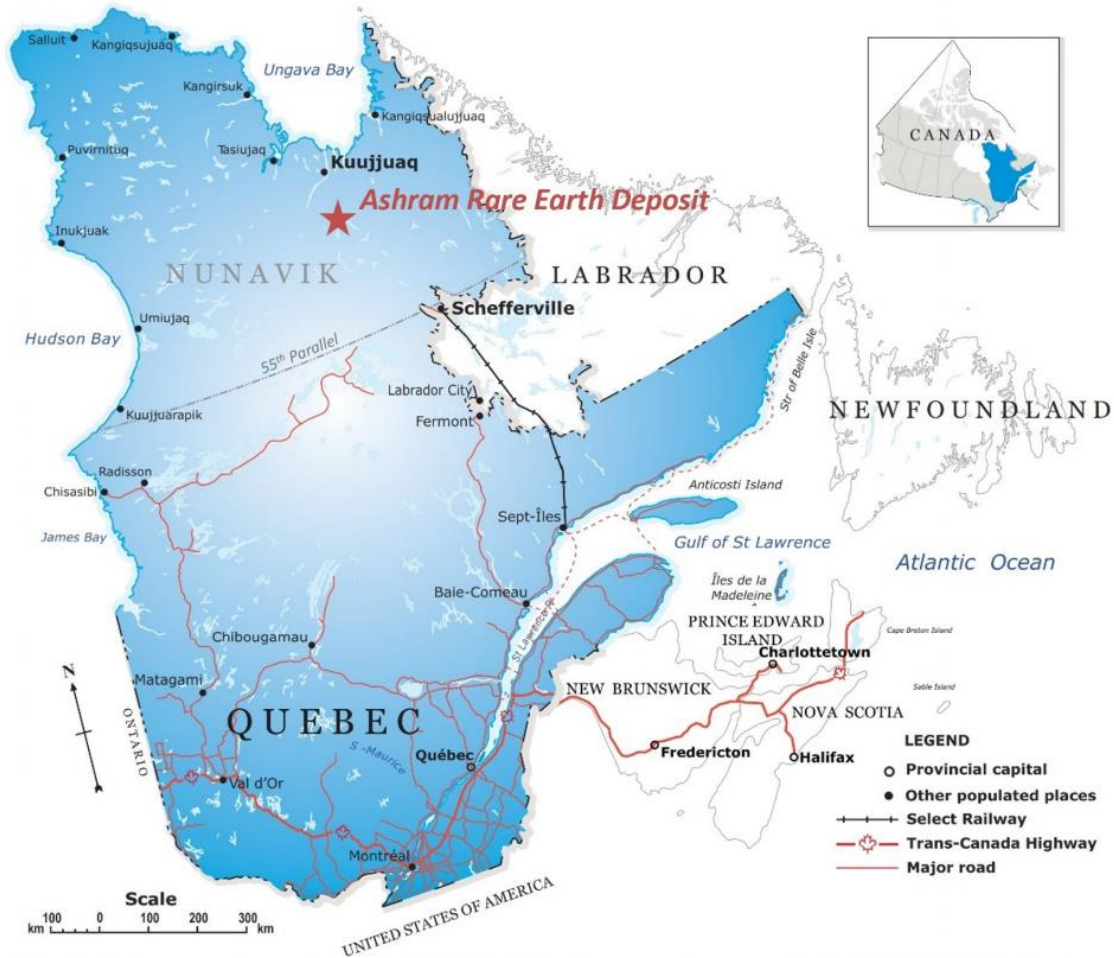 Salluit
Kangiqsujuaq
Ungava Bay
Kangirsuk
Kangiqsualujjuaq
CANADA
Puvirnituq
Tasiujaq
Kuujjuaq
Ashram Rare Earth Deposit
Inukjuak
NUNAVIK
LABRADOR
Schefferville
Umiujaq
Hudson Bay
55th Parallel
Str of Belle Isle
Labrador City
Kuujjuarapik
Fermont
NEWFOUNDLAND
Radisson
Chisasibi
Anticosti Island
Sept-Îles
James Bay
Gulf of St Lawrence
Atlantic Ocean
Îles de la
Madeleine
Baie-Comeau
St Lawrence R.
PRINCE EDWARD
ISLAND
Chibougamau
Charlottetown
Cape Breton Island
N
Matagami
NEW BRUNSWICK
Sable Island
ONTARIO
QUEBEC
NOVA SCOTIA
S -Maurice
Québec
Fredericton
Halifax
Val d'Or
Montréal
UNITED STATES OF AMERICA
LEGEND
Provincial capital
Other populated places
Select Railway
Trans-Canada Highway
Major road
Scale
100 0 100 200 300
km km